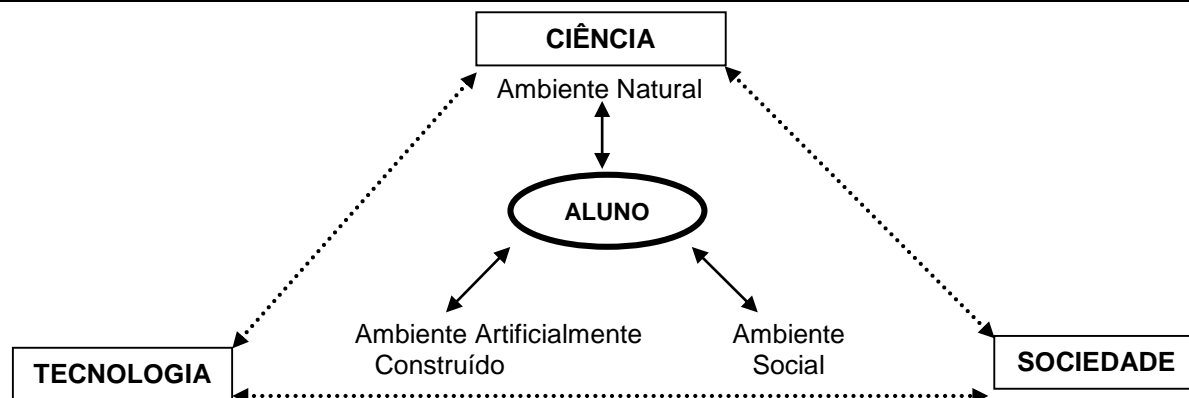 CIÊNCIA
Ambiente Natural
ALUNO
Ambiente Artificialmente
Construído
Ambiente
Social
TECNOLOGIA
SOCIEDADE